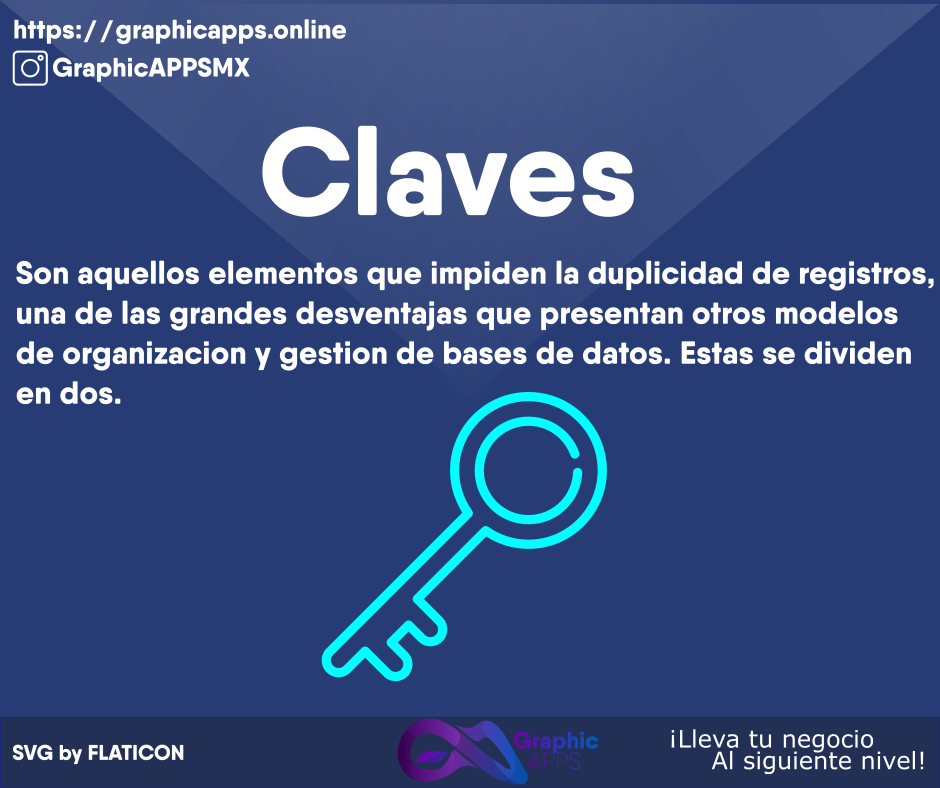 https://graphicapps.online
GraphicAPPSMX
Claves
Son aquellos elementos que impiden la duplicidad de registros,
una de las grandes desventajas que presentan otros modelos
de organizacion y gestion de bases de datos. Estas se dividen
en dos.
SVG by FLATICON
Graphic
APPS
¡Lleva tu negocio
Al siguiente nivel!